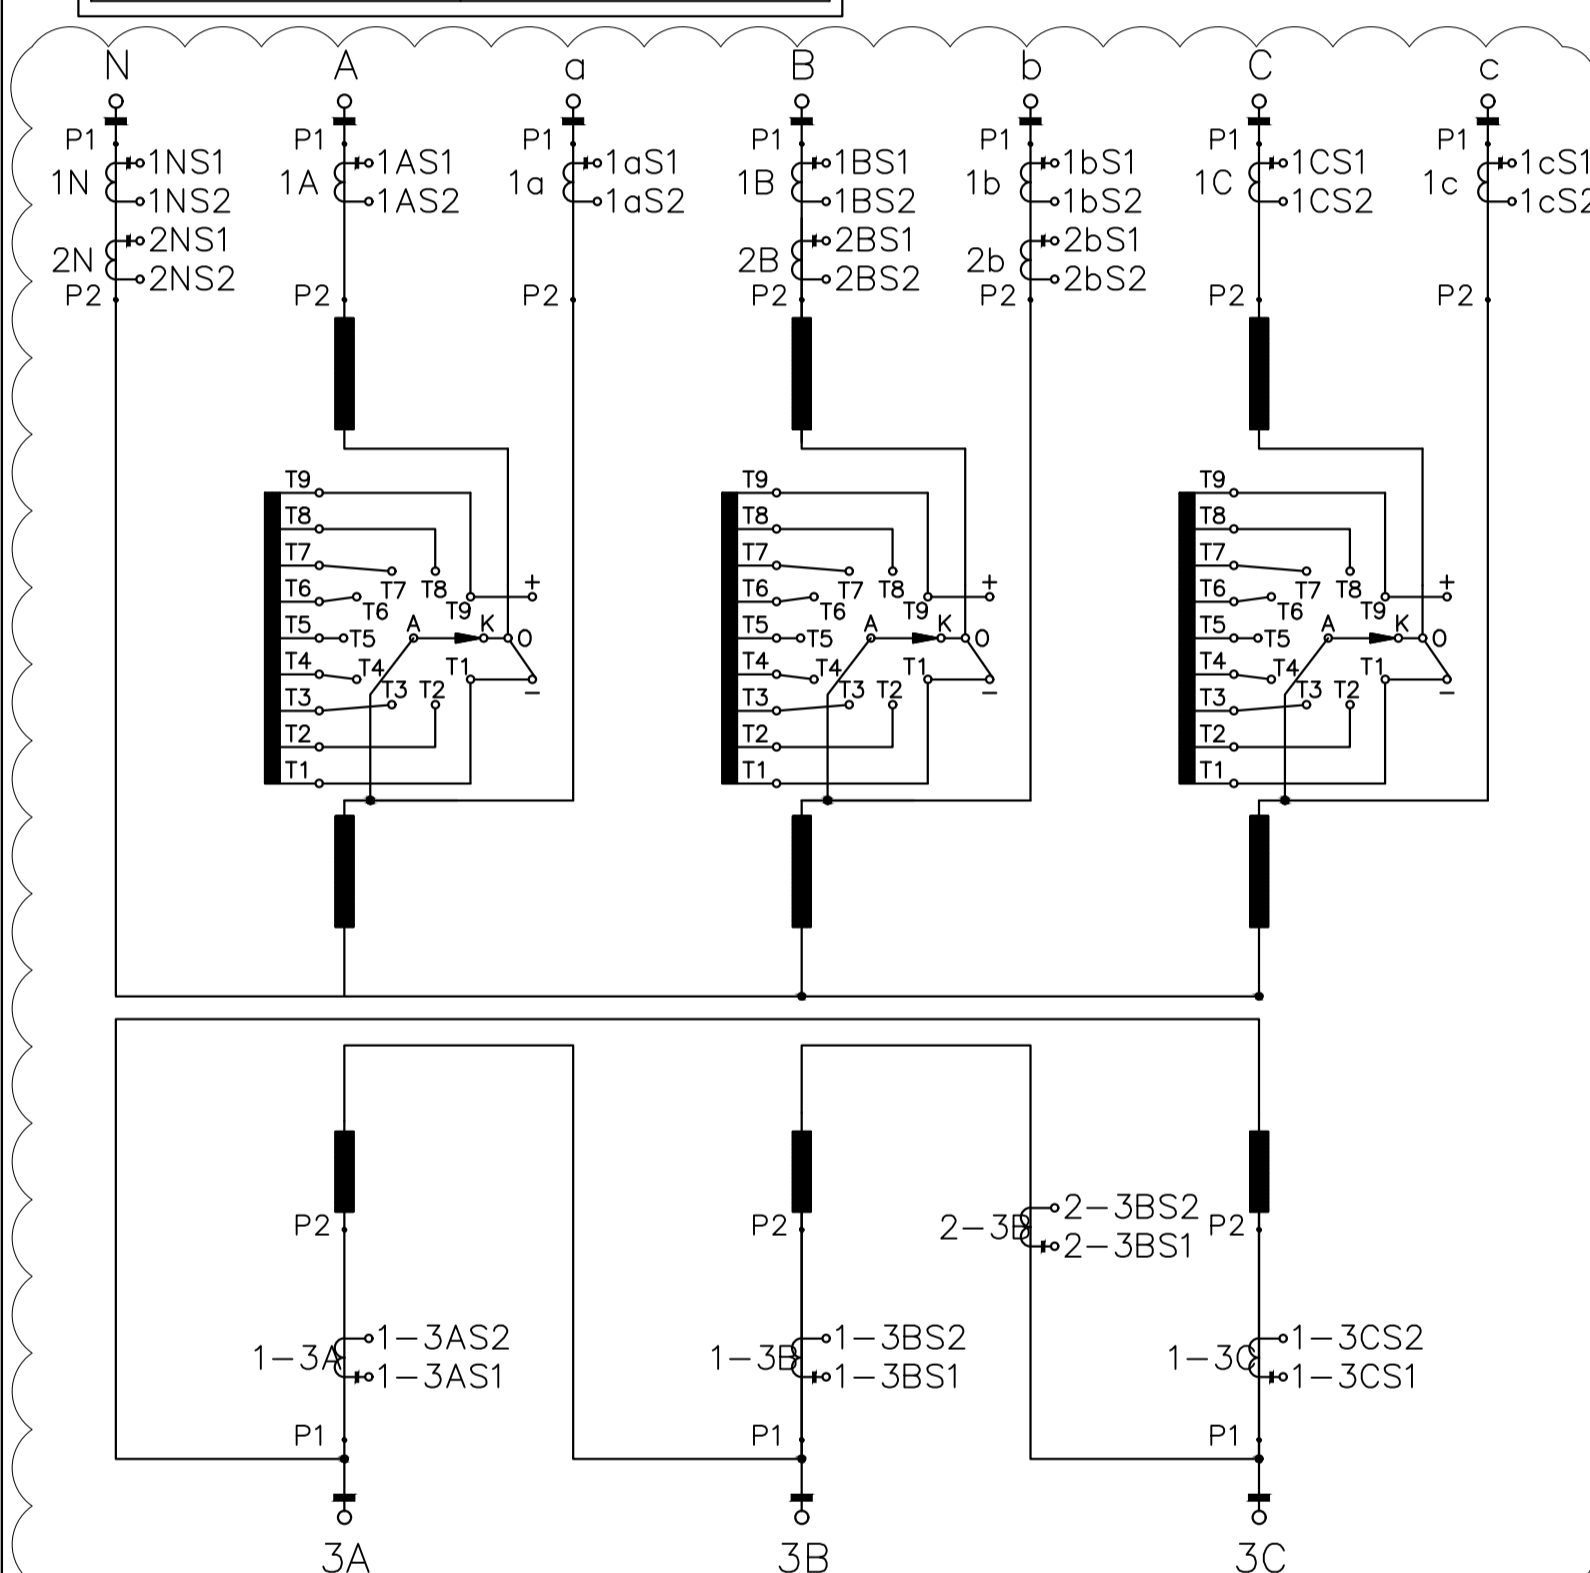 N A a B b C c
P1 P1 P1 P1 P1 P1 P1
1NS1 1AS1 1aS1 1BS1 1bS1 1CS1 1cS1
1N 1A 1a 1B 1b 1C 1c
1NS2 1AS2 1aS2 1BS2 1bS2 1CS2 1cS2
2NS1 2BS1 2bS1
2N 2B 2b
2NS2 2BS2 2bS2
P2 P2 P2 P2 P2 P2 P2
T9 T9 T9
T8 T8 T8
T7 T7 T7
T7 T8 + T7 T8 + T7 T8 +
T6 T6 T6
T6 T9 T6 T9 T6 T9
T5 T5 A K O T5 T5 A K O T5 T5 A K O
T4 T4 T1 T4 T4 T1 T4 T4 T1
T3 T3 T2 − T3 T3 T2 − T3 T3 T2 −
T2 T2 T2
T1 T1 T1
2-3BS2
P2 P2 2-3B P2
2-3BS1
1-3AS2 1-3BS2 1-3CS2
1-3A 1-3B 1-3C
1-3AS1 1-3BS1 1-3CS1
P1 P1 P1
3A 3B 3C